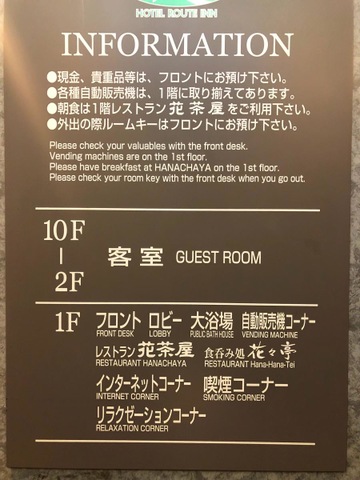 HOTEL ROUTE INN
INFORMATION
●現金、貴重品等は、フロントにお預け下さい。
●各種自動販売機は、1階に取り揃えてあります。
●朝食は1階レストラン 花茶屋 をご利用下さい。
●外出の際ルームキーはフロントにお預け下さい。
Please check your valuables with the front desk.
Vending machines are on the 1st floor.
Please have breakfast at HANACHAYA on the 1st floor.
Please check your room key with the front desk when you go out.
10F
|
2F
客室 GUEST ROOM
1F
フロント ロビー 大浴場 自動販売機コーナー
FRONT DESK LOBBY PUBLIC BATH HOUSE VENDING MACHINE
レストラン 花茶屋 食呑み処 花々亭
RESTAURANT HANACHAYA RESTAURANT Hana-Hana-Tei
インターネットコーナー 喫煙コーナー
INTERNET CORNER SMOKING CORNER
リラクゼーションコーナー
RELAXATION CORNER